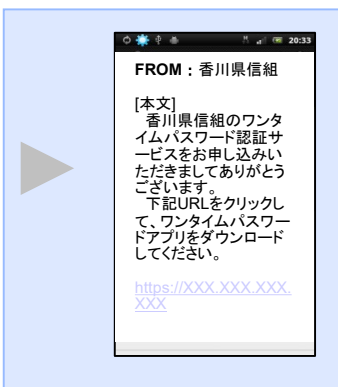 20:33
FROM：香川県信組
[本文]
　香川県信組のワンタ
イムパスワード認証サ
ービスをお申し込みい
ただきましてありがとう
ございます。
　下記URLをクリックし
て、ワンタイムパスワー
ドアプリをダウンロード
してください。
https://XXX.XXX.XXX.
XXX